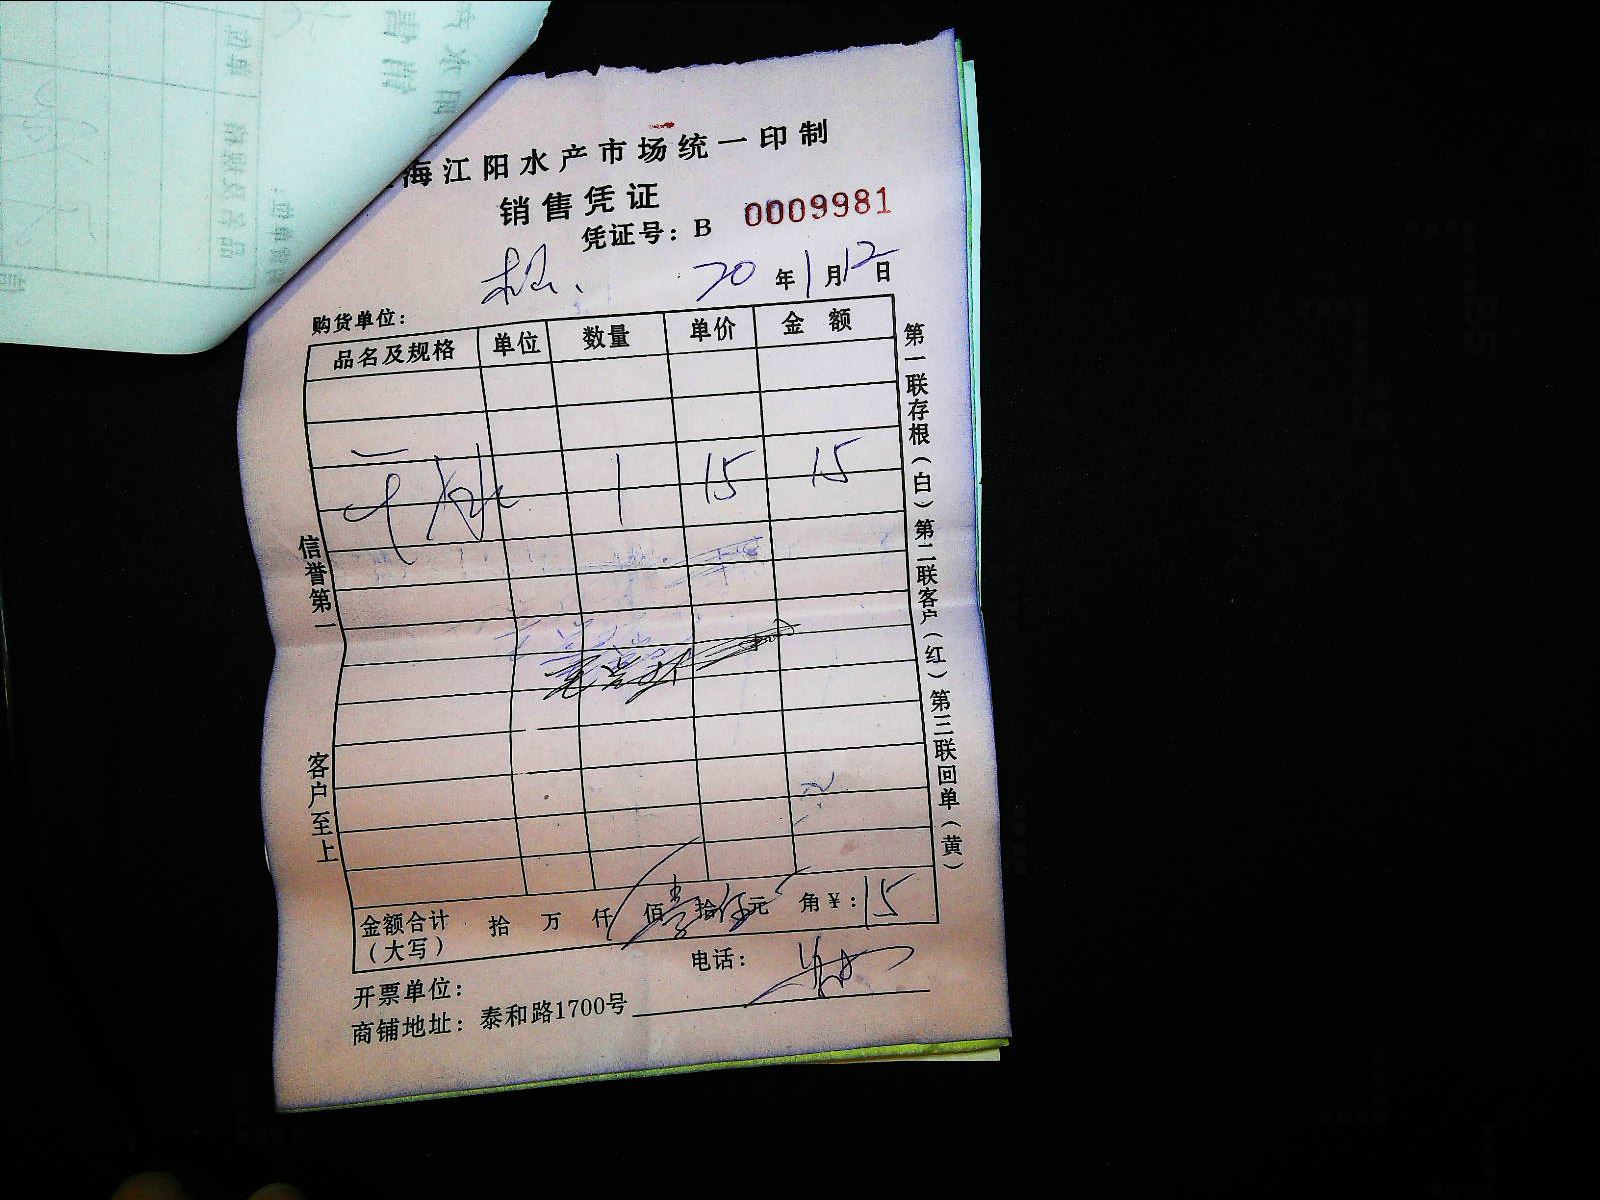 海江阳水产市场统一印制
销售凭证
凭证号：B 0009981
20年1月12日
购货单位：
品名及规格 单位 数量 单价 金额
1 15 15
金额合计（大写） 拾 万 仟 佰 拾 元 角 ¥：15
电话：
开票单位：
商铺地址：泰和路1700号
信誉第一 客户至上
第一联存根（白）第二联客户（红）第三联回单（黄）